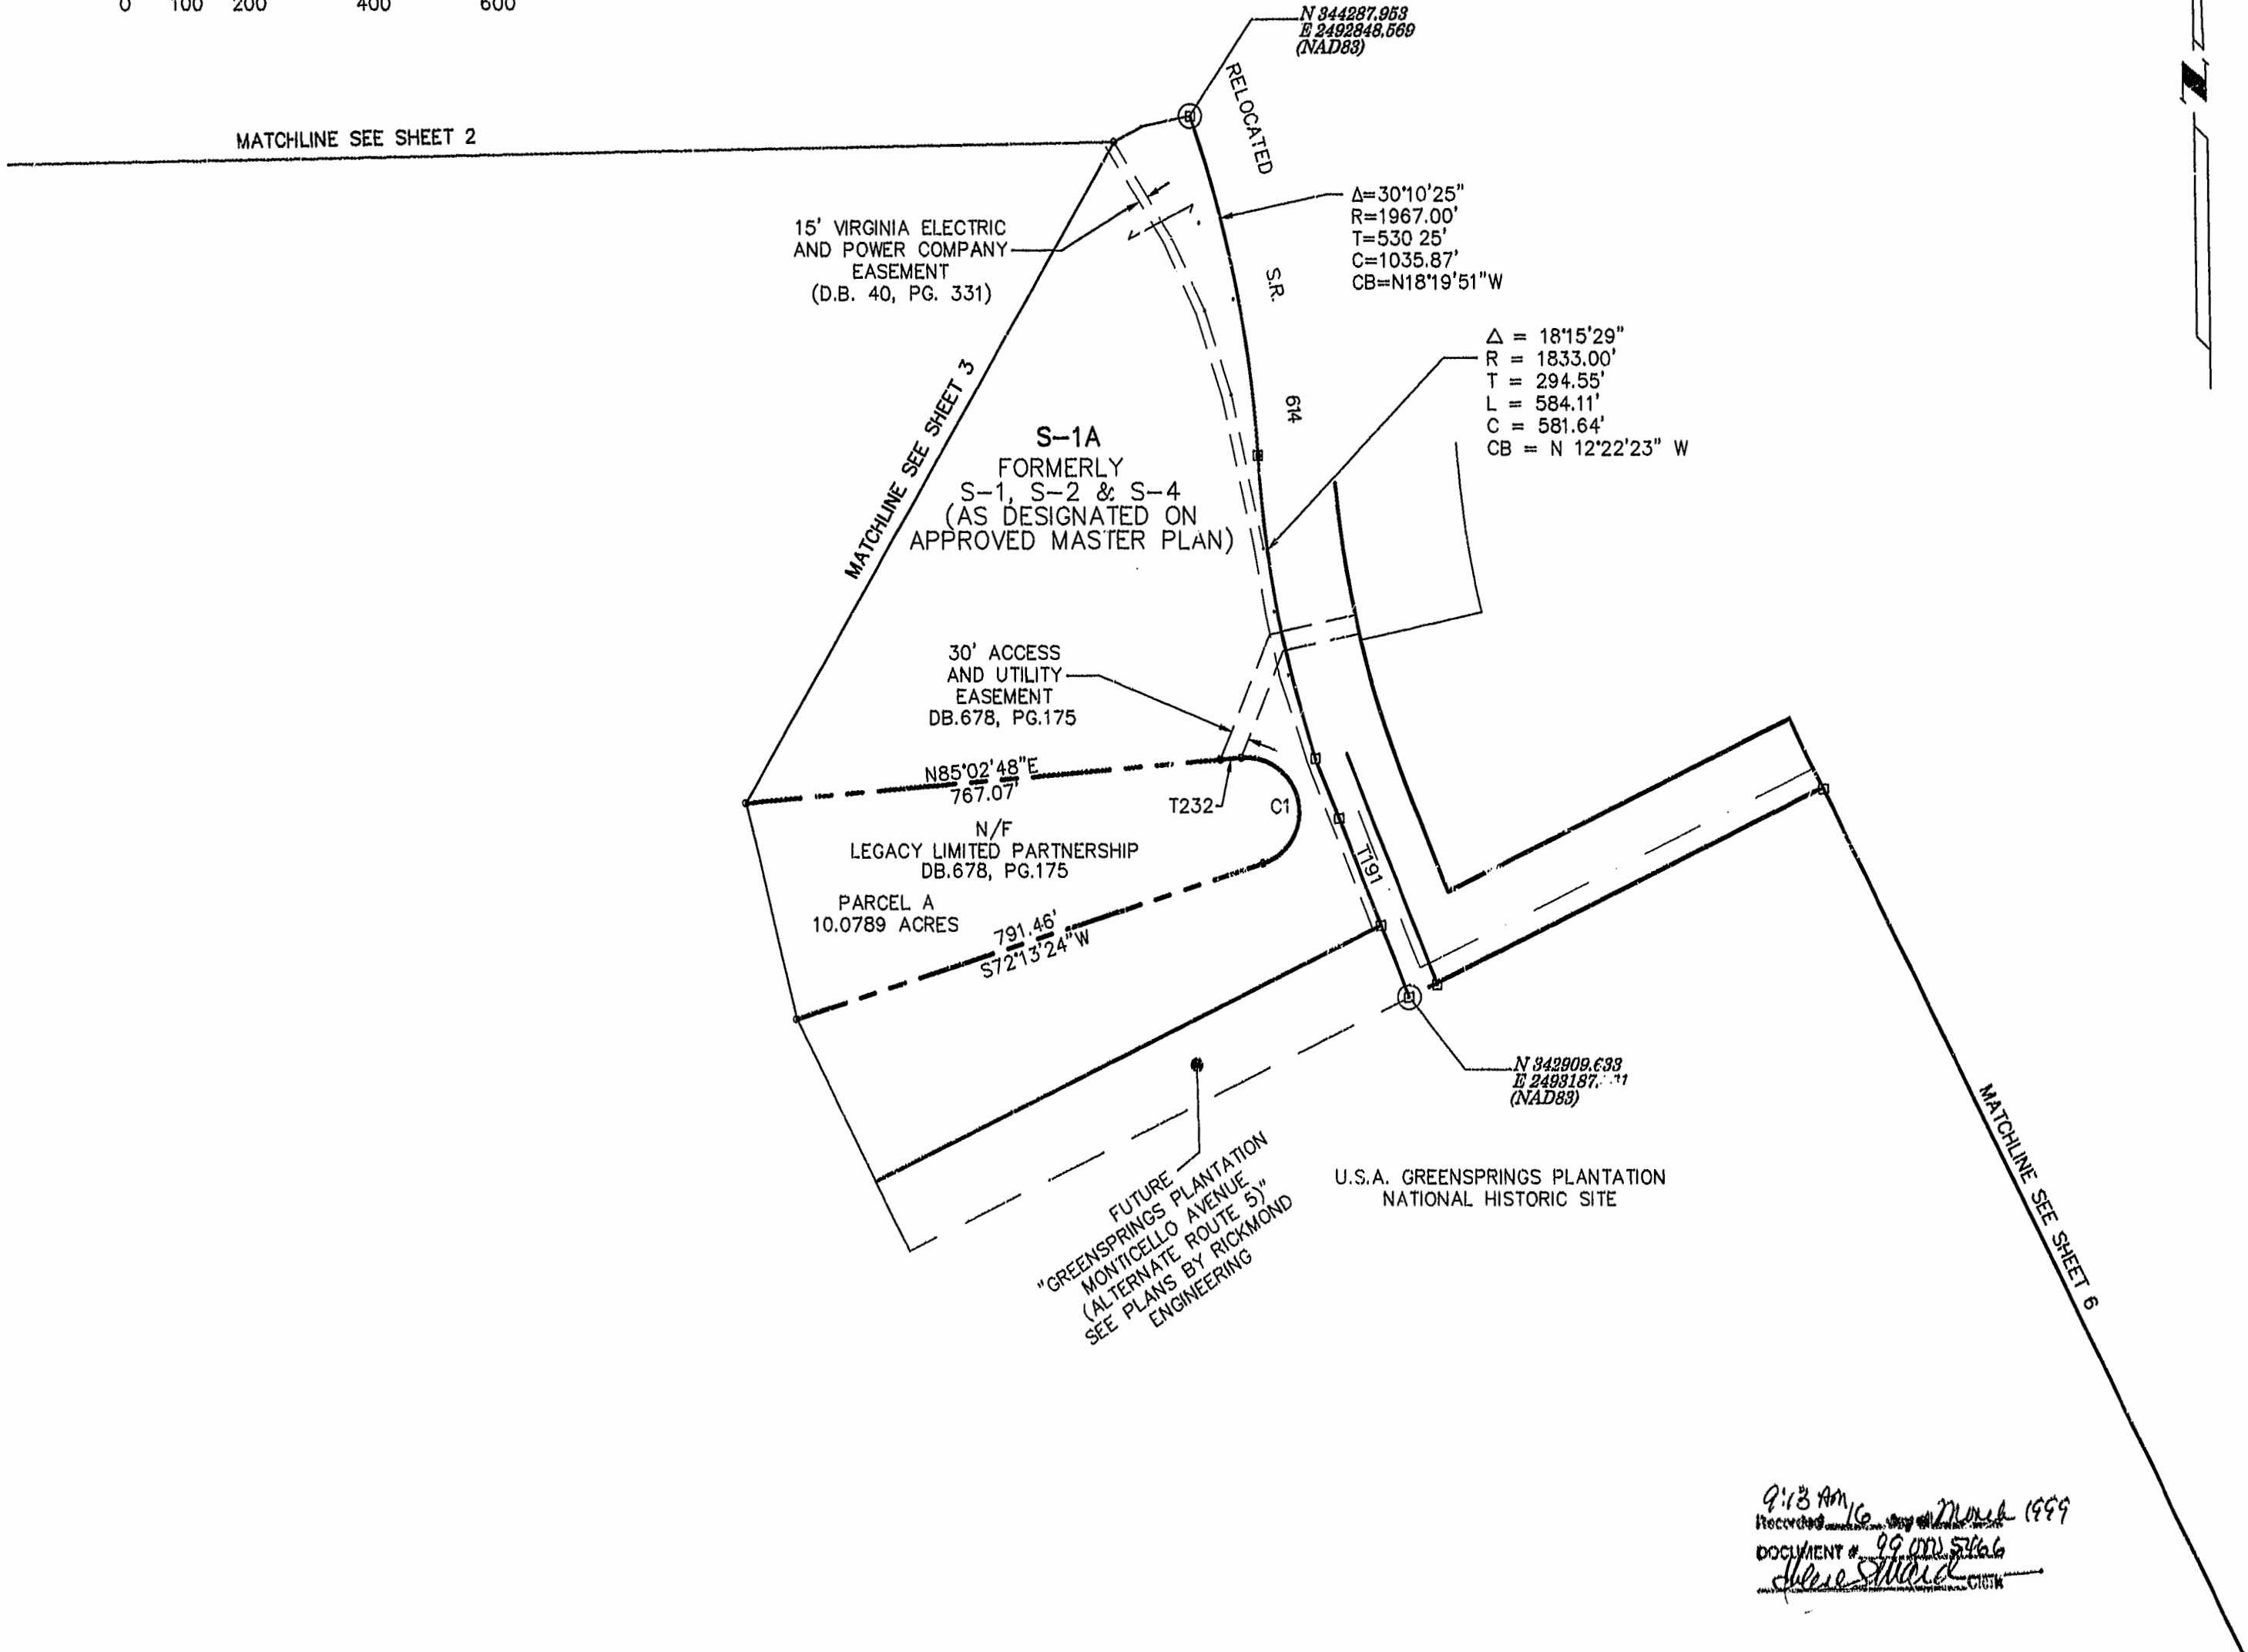 0 100 200 400 600
N 344287.953
E 2492848.569
(NAD83)
RELOCATED
MATCHLINE SEE SHEET 2
Δ=30°10'25"
R=1967.00'
T=530 25'
C=1035.87'
CB=N18°19'51"W
15' VIRGINIA ELECTRIC
AND POWER COMPANY
EASEMENT
(D.B. 40, PG. 331)
S.R.
614
Δ = 18°15'29"
R = 1833.00'
T = 294.55'
L = 584.11'
C = 581.64'
CB = N 12°22'23" W
MATCHLINE SEE SHEET 3
S-1A
FORMERLY
S-1, S-2 & S-4
(AS DESIGNATED ON
APPROVED MASTER PLAN)
30' ACCESS
AND UTILITY
EASEMENT
DB.678, PG.175
N85°02'48"E
767.07'
T232
C1
N/F
LEGACY LIMITED PARTNERSHIP
DB.678, PG.175
PARCEL A
10.0789 ACRES
791.46'
S72°13'24"W
T191
N 342909.633
E 2493187.
(NAD83)
FUTURE
"GREENSPRINGS PLANTATION
MONTICELLO AVENUE
(ALTERNATE ROUTE 5)"
SEE PLANS BY RICKMOND
ENGINEERING
U.S.A. GREENSPRINGS PLANTATION
NATIONAL HISTORIC SITE
MATCHLINE SEE SHEET 6
9:13 AM
Recorded 16 day of March 1999
DOCUMENT #
Clerk
Z